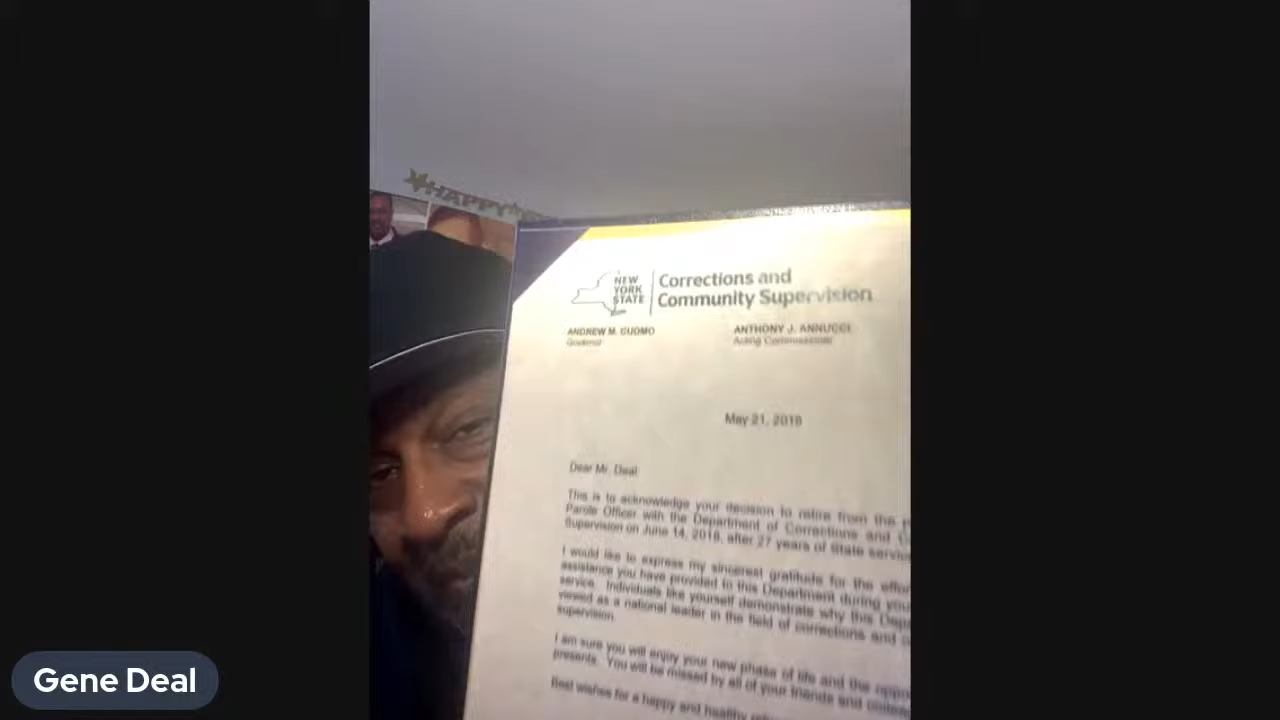 HAPPY
NEW
YORK
STATE
Corrections and
Community Supervision
ANDREW M. CUOMO
Governor
ANTHONY J. ANNUCCI
Acting Commissioner
May 21, 2018
Dear Mr. Deal
This is to acknowledge your decision to retire from the
Parole Officer with the Department of Corrections and
Supervision on June 14, 2018, after 27 years of State service
I would like to express my sincerest gratitude for the
assistance you have provided to this Department during
service. Individuals like yourself demonstrate why this
viewed as a national leader in the field of corrections and
supervision.
I am sure you will enjoy your new phase of life and the
presents. You will be missed by all of your friends and
Best wishes for a happy and healthy
Gene Deal